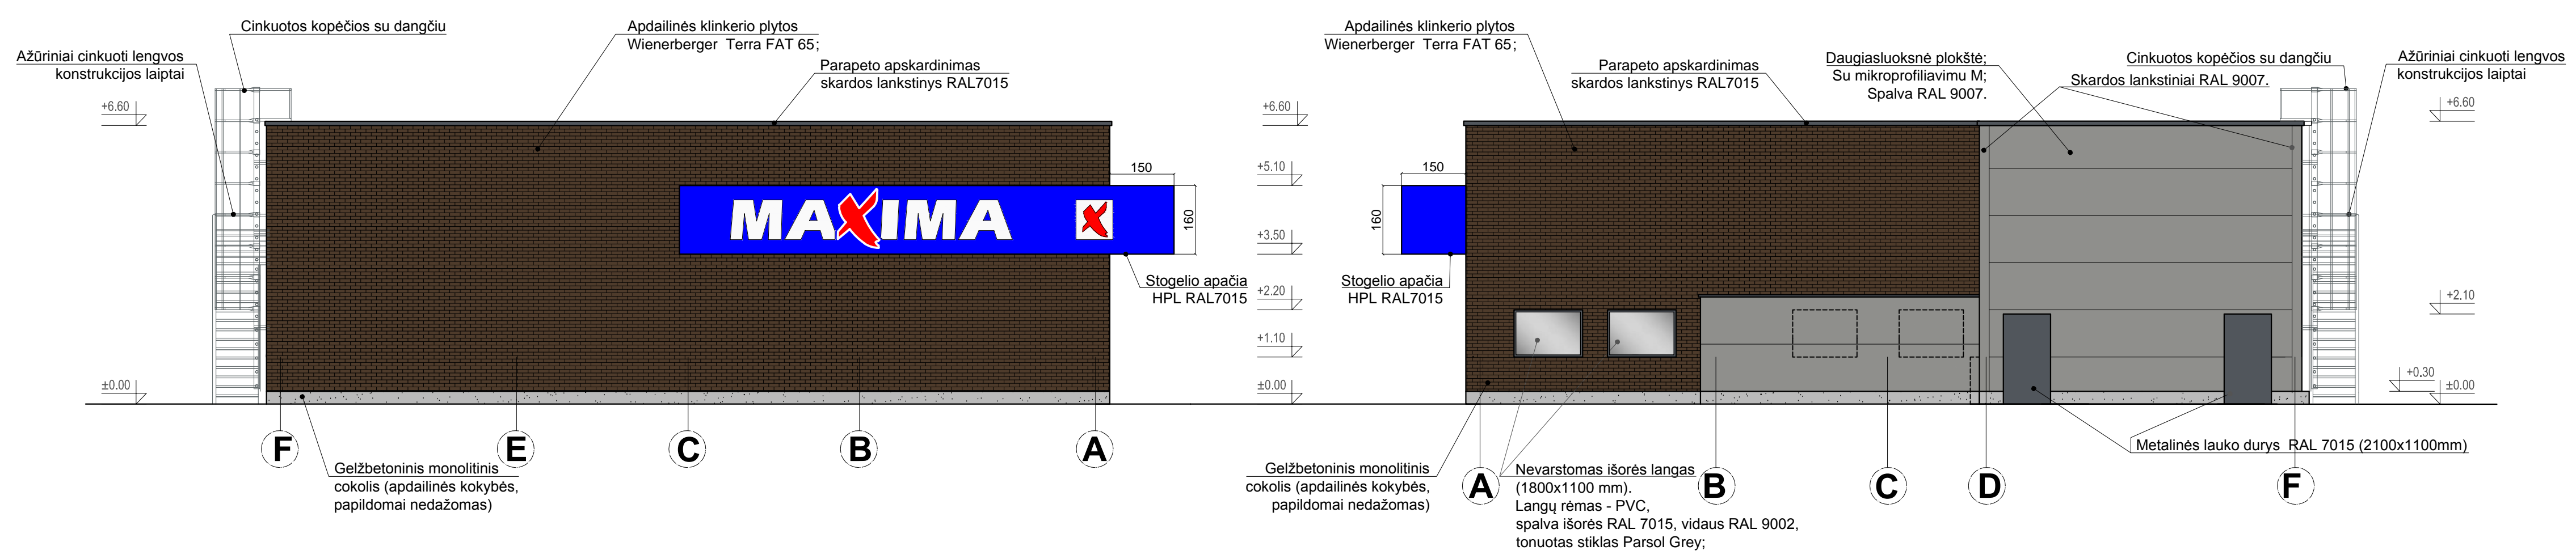 Cinkuotos kopėčios su dangčiu
Ažūriniai cinkuoti lengvos
konstrukcijos laiptai
Apdailinės klinkerio plytos
Wienerberger Terra FAT 65;
Parapeto apskardinimas
skardos lankstinys RAL7015
+6.60
±0.00
MAXIMA
X
150
160
Stogelio apačia
HPL RAL7015
F
E
C
B
A
Gelžbetoninis monolitinis
cokolis (apdailinės kokybės,
papildomai nedažomas)
+6.60
+5.10
+3.50
+2.20
+1.10
±0.00
Apdailinės klinkerio plytos
Wienerberger Terra FAT 65;
Parapeto apskardinimas
skardos lankstinys RAL7015
Daugiasluoksnė plokštė;
Su mikroprofiliavimu M;
Spalva RAL 9007.
Cinkuotos kopėčios su dangčiu
Skardos lankstiniai RAL 9007.
Ažūriniai cinkuoti lengvos
konstrukcijos laiptai
150
160
Stogelio apačia
HPL RAL7015
+6.60
+2.10
+0.30
±0.00
Metalinės lauko durys RAL 7015 (2100x1100mm)
A
B
C
D
F
Gelžbetoninis monolitinis
cokolis (apdailinės kokybės,
papildomai nedažomas)
Nevarstomas išorės langas
(1800x1100 mm).
Langų rėmas - PVC,
spalva išorės RAL 7015, vidaus RAL 9002,
tonuotas stiklas Parsol Grey;